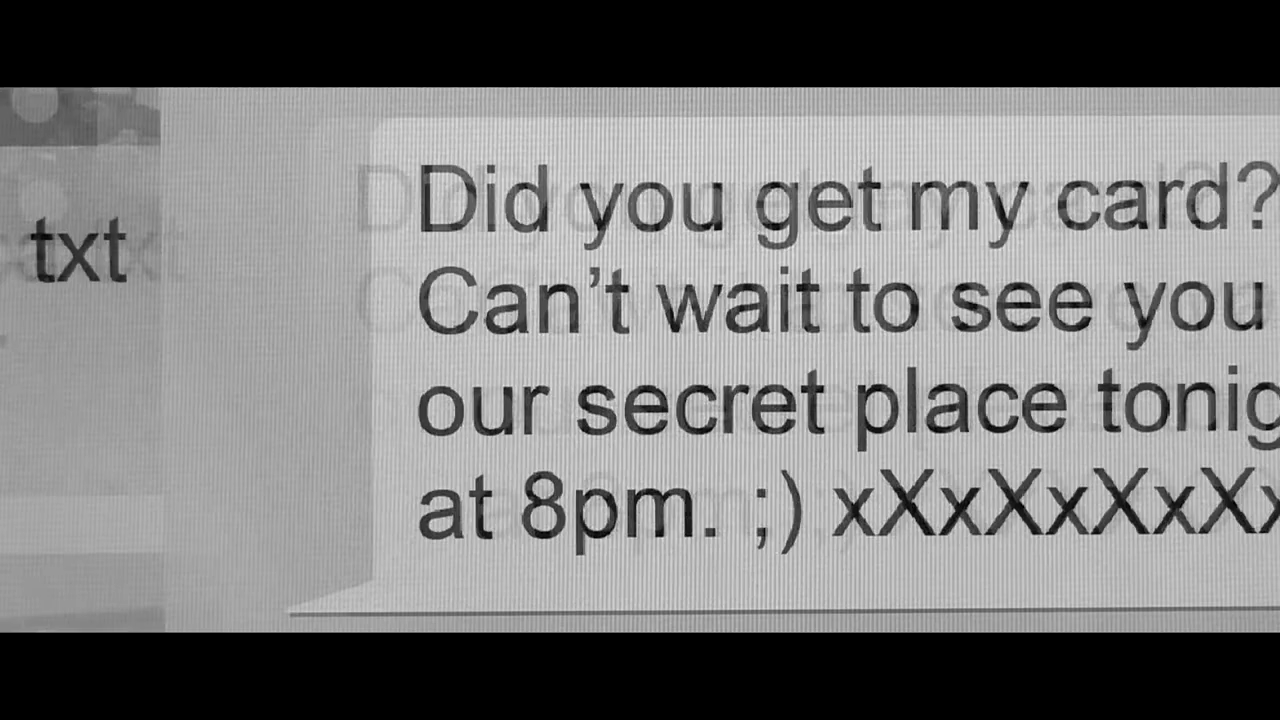 txt
Did you get my card?
Can’t wait to see you
our secret place tonig
at 8pm. ;) xXxXxXxXx